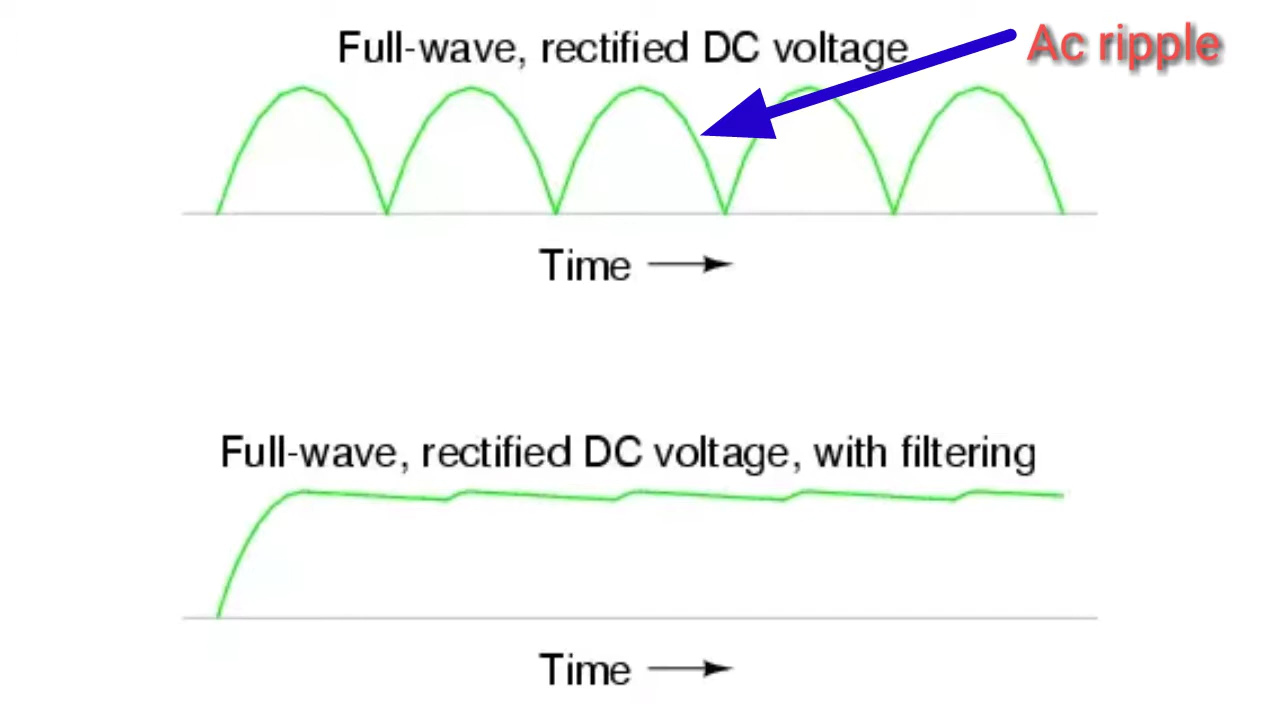 Full-wave, rectified DC voltage
Ac ripple
Time
Full-wave, rectified DC voltage, with filtering
Time